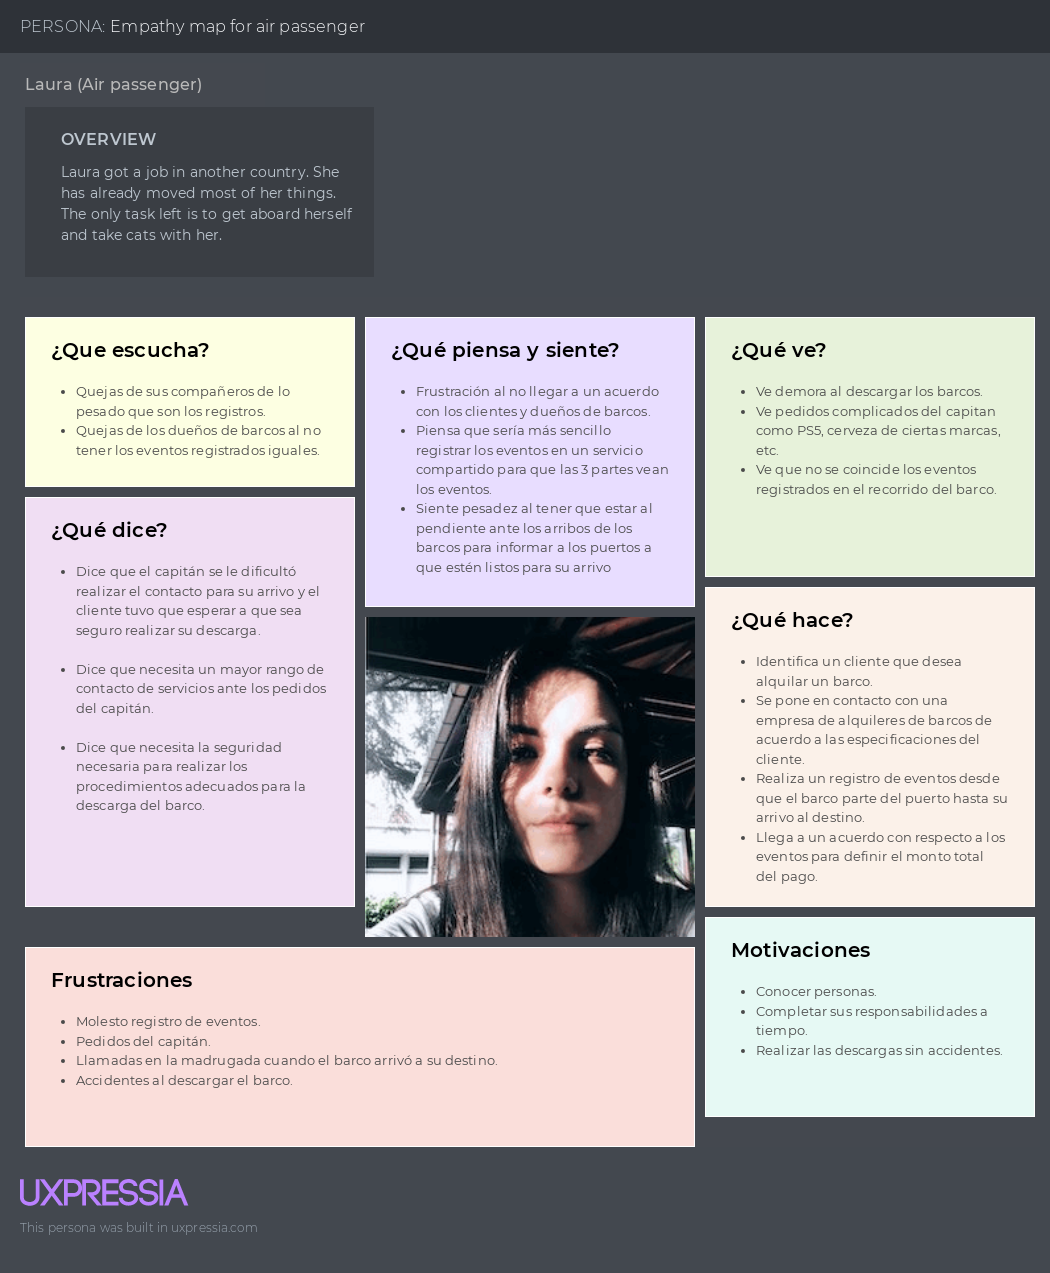 PERSONA: Empathy map for air passenger
Laura (Air passenger)
OVERVIEW
Laura got a job in another country. She
has already moved most of her things.
The only task left is to get aboard herself
and take cats with her.
¿Que escucha?
• Quejas de sus compañeros de lo
pesado que son los registros.
• Quejas de los dueños de barcos al no
tener los eventos registrados iguales.
¿Qué dice?
• Dice que el capitán se le dificultó
realizar el contacto para su arrivo y el
cliente tuvo que esperar a que sea
seguro realizar su descarga.
• Dice que necesita un mayor rango de
contacto de servicios ante los pedidos
del capitán.
• Dice que necesita la seguridad
necesaria para realizar los
procedimientos adecuados para la
descarga del barco.
¿Qué piensa y siente?
• Frustración al no llegar a un acuerdo
con los clientes y dueños de barcos.
• Piensa que sería más sencillo
registrar los eventos en un servicio
compartido para que las 3 partes vean
los eventos.
• Siente pesadez al tener que estar al
pendiente ante los arribos de los
barcos para informar a los puertos a
que estén listos para su arrivo
¿Qué ve?
• Ve demora al descargar los barcos.
• Ve pedidos complicados del capitan
como PS5, cerveza de ciertas marcas,
etc.
• Ve que no se coincide los eventos
registrados en el recorrido del barco.
¿Qué hace?
• Identifica un cliente que desea
alquilar un barco.
• Se pone en contacto con una
empresa de alquileres de barcos de
acuerdo a las especificaciones del
cliente.
• Realiza un registro de eventos desde
que el barco parte del puerto hasta su
arrivo al destino.
• Llega a un acuerdo con respecto a los
eventos para definir el monto total
del pago.
Frustraciones
• Molesto registro de eventos.
• Pedidos del capitán.
• Llamadas en la madrugada cuando el barco arrivó a su destino.
• Accidentes al descargar el barco.
Motivaciones
• Conocer personas.
• Completar sus responsabilidades a
tiempo.
• Realizar las descargas sin accidentes.
UXPRESSIA
This persona was built in uxpressia.com